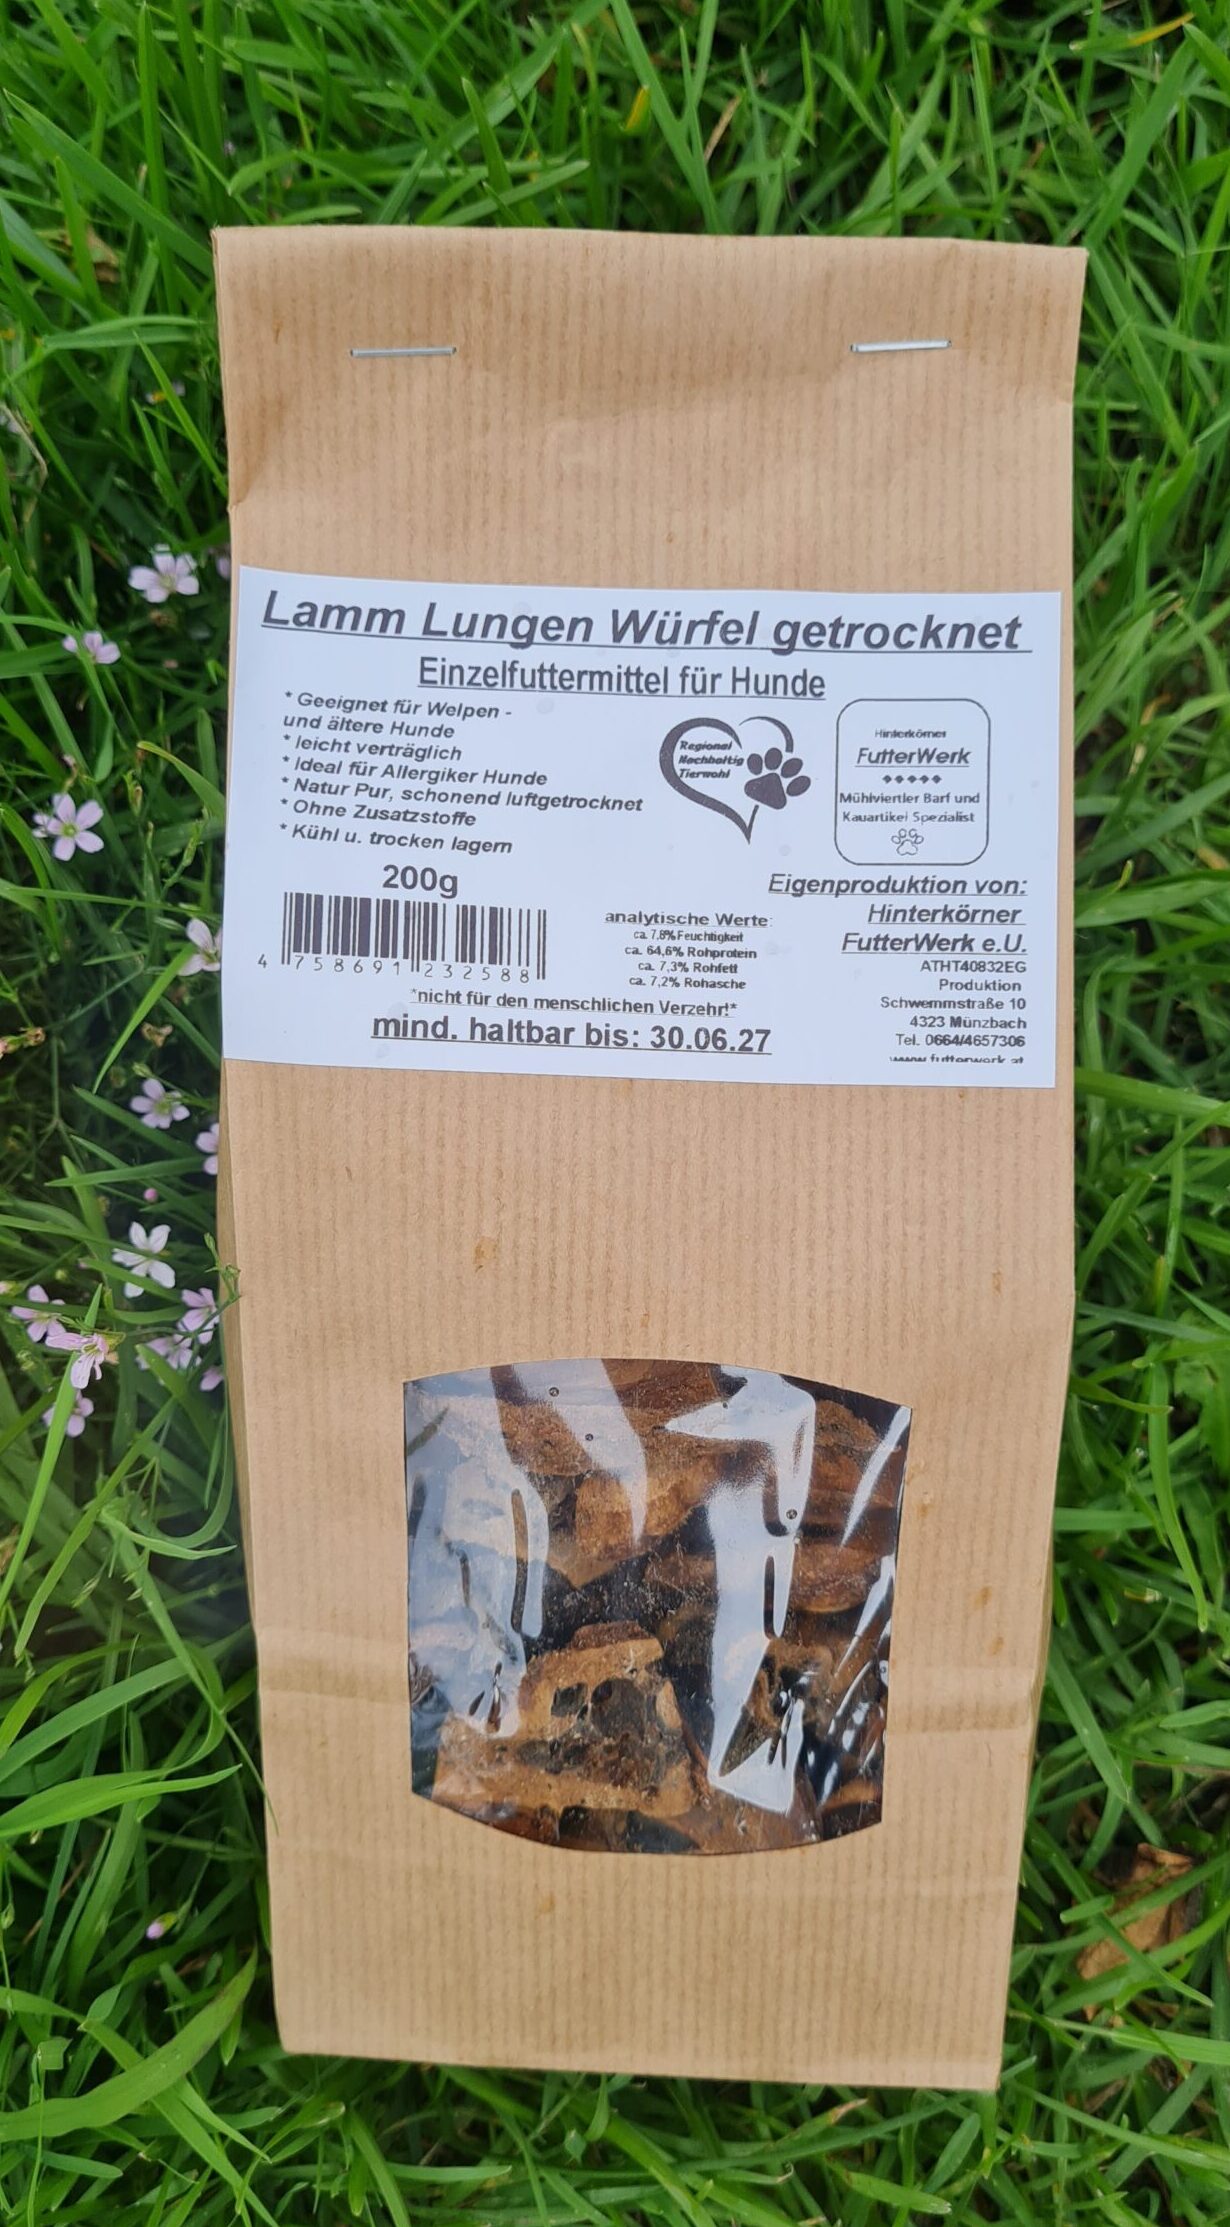 Lamm Lungen Würfel getrocknet
Einzelfuttermittel für Hunde
* Geeignet für Welpen -
und ältere Hunde
* leicht verträglich
* Ideal für Allergiker Hunde
* Natur Pur, schonend luftgetrocknet
* Ohne Zusatzstoffe
* Kühl u. trocken lagern
Regional
Nachhaltig
Tierwohl
Hinterkörner
FutterWerk
Mühlviertler Barf und
Kauartikel Spezialist
200g
4 758691 232588
analytische Werte:
ca. 7,8% Feuchtigkeit
ca. 64,6% Rohprotein
ca. 7,3% Rohfett
ca. 7,2% Rohasche
Eigenproduktion von:
Hinterkörner
FutterWerk e.U.
ATHT40832EG
Produktion
Schwemmstraße 10
4323 Münzbach
Tel. 0664/4657306
www.futterwerk.at
*nicht für den menschlichen Verzehr!*
mind. haltbar bis: 30.06.27